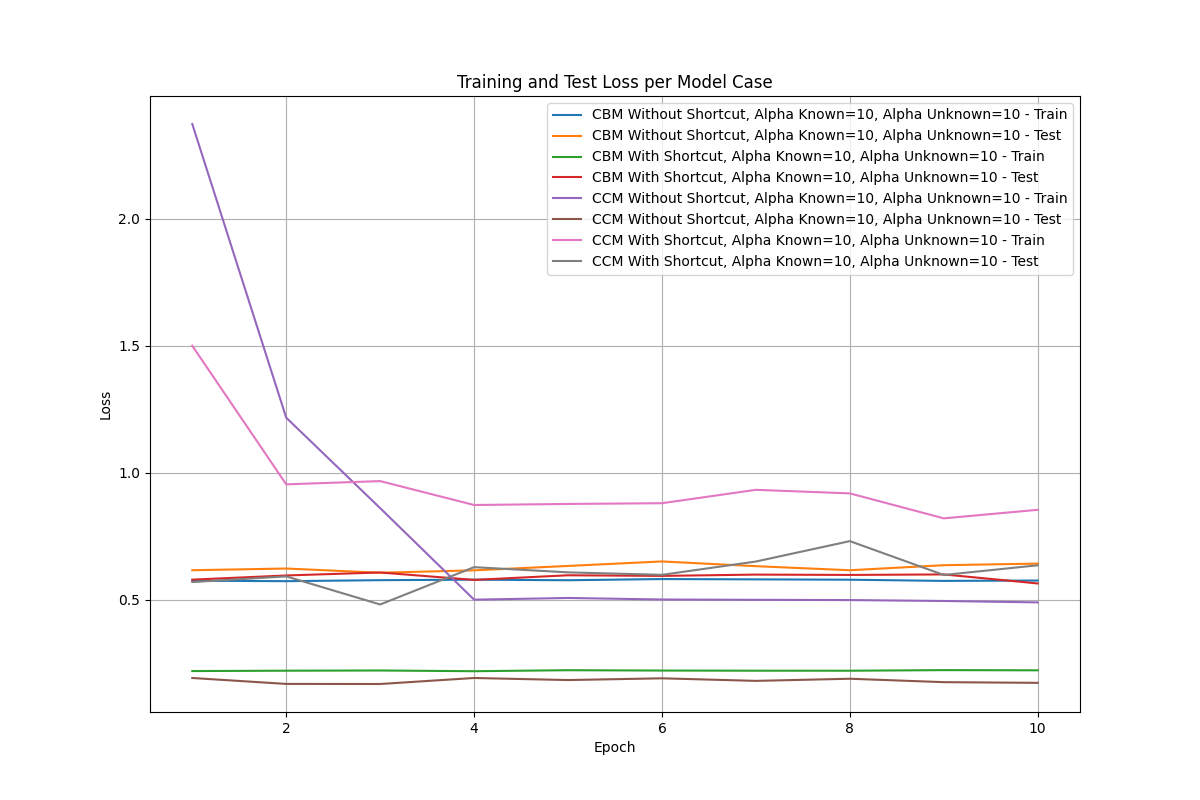 Training and Test Loss per Model Case
CBM Without Shortcut, Alpha Known=10, Alpha Unknown=10 - Train
CBM Without Shortcut, Alpha Known=10, Alpha Unknown=10 - Test
CBM With Shortcut, Alpha Known=10, Alpha Unknown=10 - Train
CBM With Shortcut, Alpha Known=10, Alpha Unknown=10 - Test
CCM Without Shortcut, Alpha Known=10, Alpha Unknown=10 - Train
CCM Without Shortcut, Alpha Known=10, Alpha Unknown=10 - Test
CCM With Shortcut, Alpha Known=10, Alpha Unknown=10 - Train
CCM With Shortcut, Alpha Known=10, Alpha Unknown=10 - Test
2.0
1.5
1.0
0.5
Loss
2 4 6 8 10
Epoch